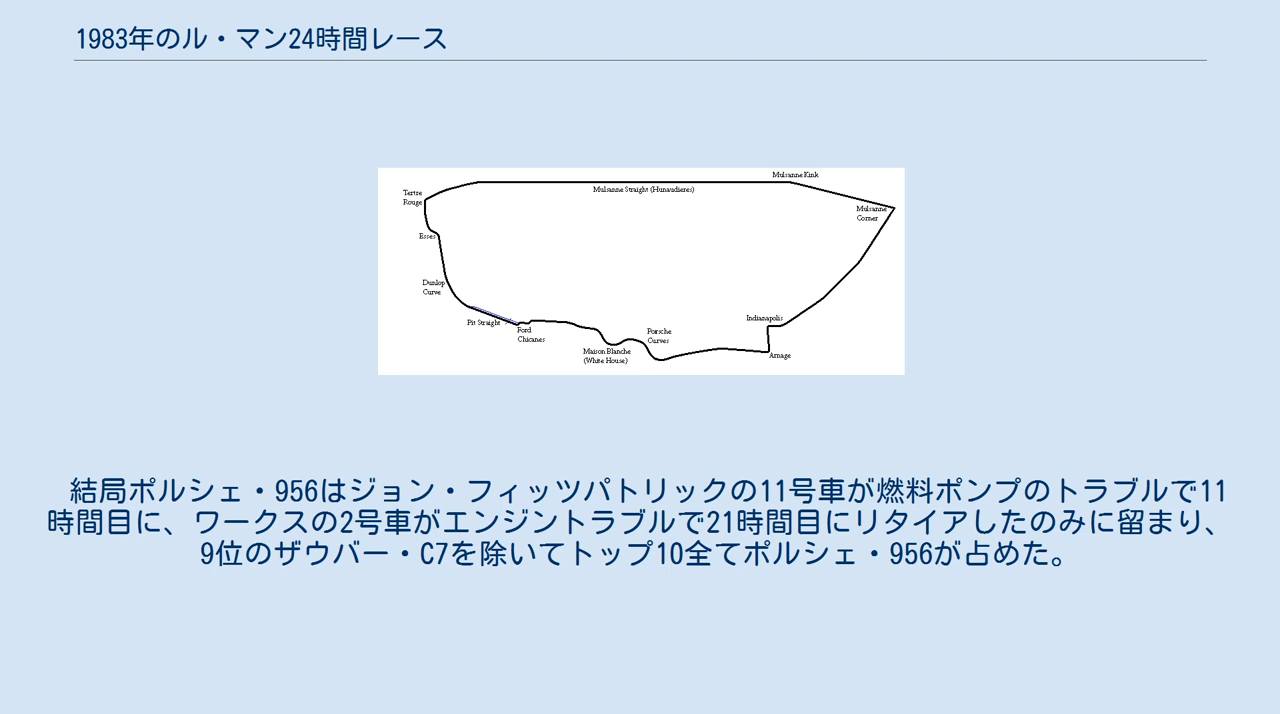 1983年のル・マン24時間レース
Mulsanne Kink
Tertre
Rouge
Mulsanne Straight (Hunaudieres)
Mulsanne
Corner
Esses
Dunlop
Curve
Pit Straight
Ford
Chicanes
Indianapolis
Porsche
Curves
Maison Blanche
(White House)
Arnage
結局ポルシェ・956はジョン・フィッツパトリックの11号車が燃料ポンプのトラブルで11
時間目に、ワークスの2号車がエンジントラブルで21時間目にリタイアしたのみに留まり、
9位のザウバー・C7を除いてトップ10全てポルシェ・956が占めた。